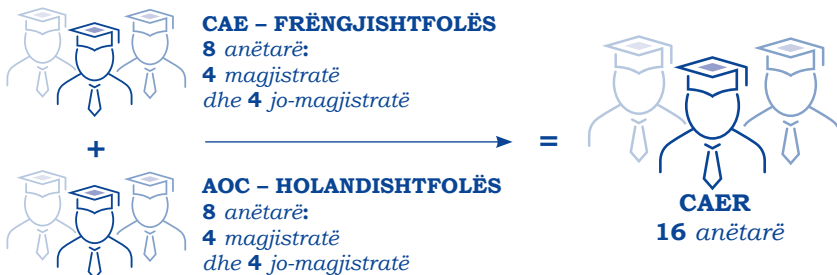 CAE – FRËNGJISHTFOLËS
8 anëtarë:
4 magjistratë
dhe 4 jo-magjistratë
+
=
AOC – HOLANDISHTFOLËS
8 anëtarë:
4 magjistratë
dhe 4 jo-magjistratë
CAER
16 anëtarë